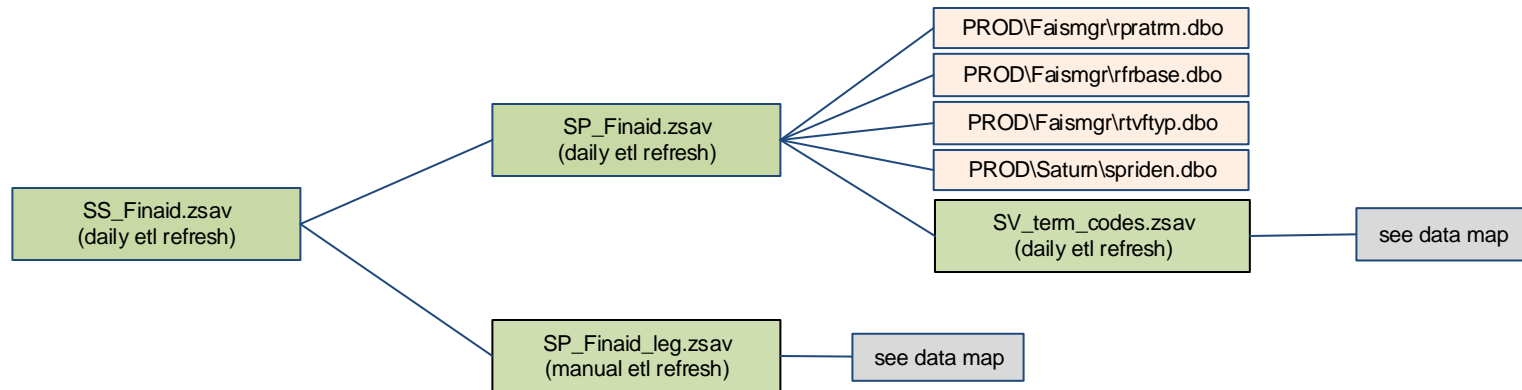 PROD\Faismgr\rpratrm.dbo
PROD\Faismgr\rfrbase.dbo
SP_Finaid.zsav
(daily etl refresh)
PROD\Faismgr\rtvftyp.dbo
PROD\Saturn\spriden.dbo
SS_Finaid.zsav
(daily etl refresh)
SV_term_codes.zsav
(daily etl refresh)
see data map
SP_Finaid_leg.zsav
(manual etl refresh)
see data map